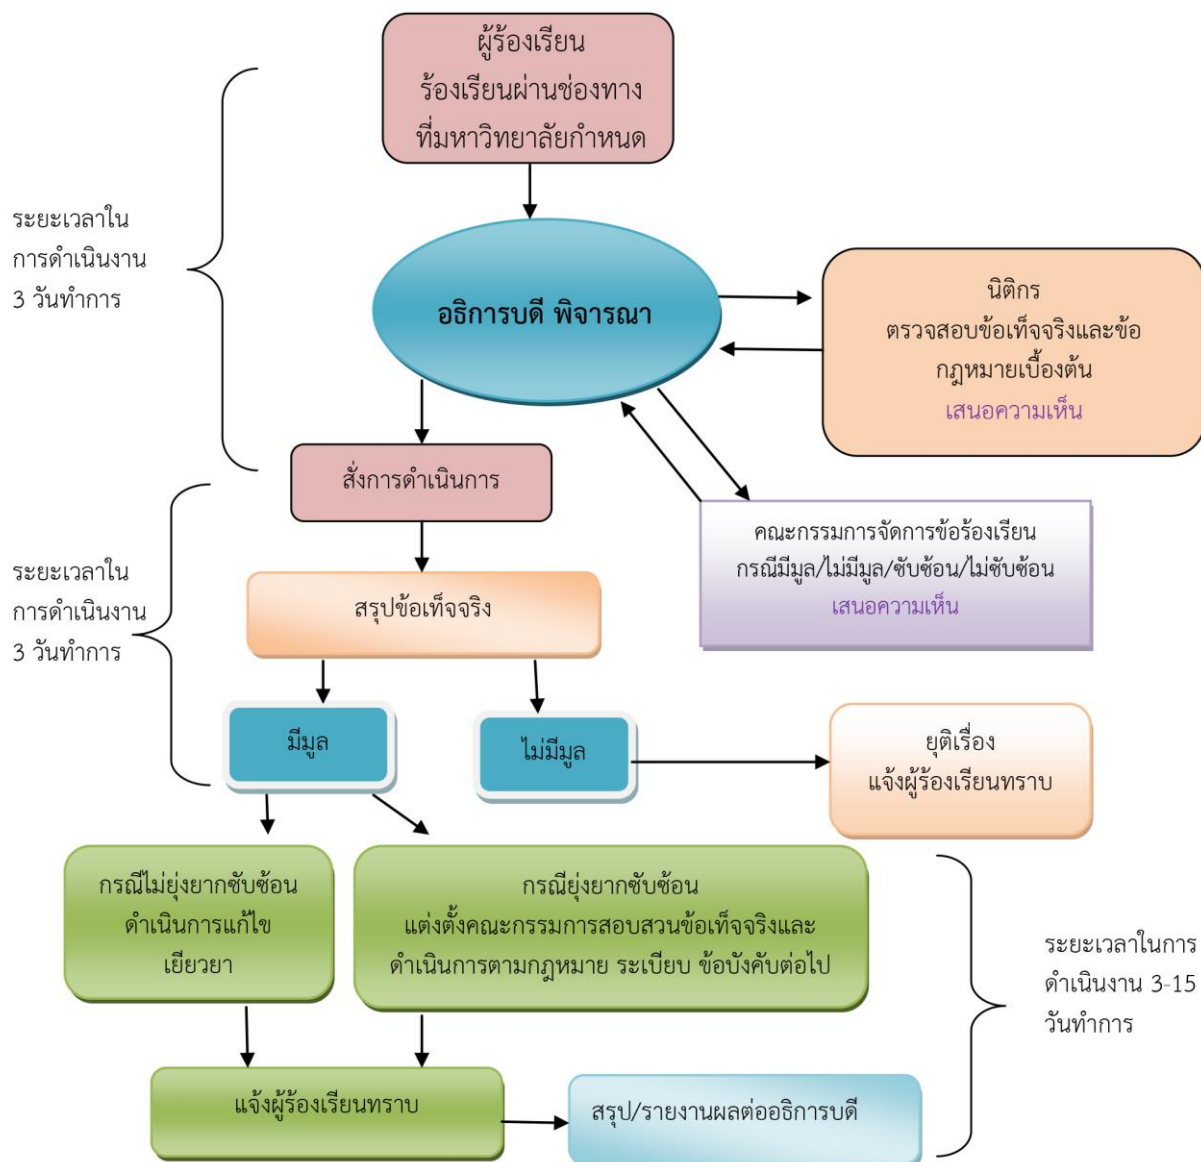 ผู้ร้องเรียน
ร้องเรียนผ่านช่องทาง
ที่มหาวิทยาลัยกำหนด
ระยะเวลาใน
การดำเนินงาน
3 วันทำการ
อธิการบดี พิจารณา
นิติกร
ตรวจสอบข้อเท็จจริงและข้อ
กฎหมายเบื้องต้น
เสนอความเห็น
สั่งการดำเนินการ
คณะกรรมการจัดการข้อร้องเรียน
กรณีมีมูล/ไม่มีมูล/ซับซ้อน/ไม่ซับซ้อน
เสนอความเห็น
ระยะเวลาใน
การดำเนินงาน
3 วันทำการ
สรุปข้อเท็จจริง
มีมูล
ไม่มีมูล
ยุติเรื่อง
แจ้งผู้ร้องเรียนทราบ
กรณีไม่ยุ่งยากซับซ้อน
ดำเนินการแก้ไข
เยียวยา
กรณียุ่งยากซับซ้อน
แต่งตั้งคณะกรรมการสอบสวนข้อเท็จจริงและ
ดำเนินการตามกฎหมาย ระเบียบ ข้อบังคับต่อไป
ระยะเวลาในการ
ดำเนินงาน 3-15
วันทำการ
แจ้งผู้ร้องเรียนทราบ
สรุป/รายงานผลต่ออธิการบดี